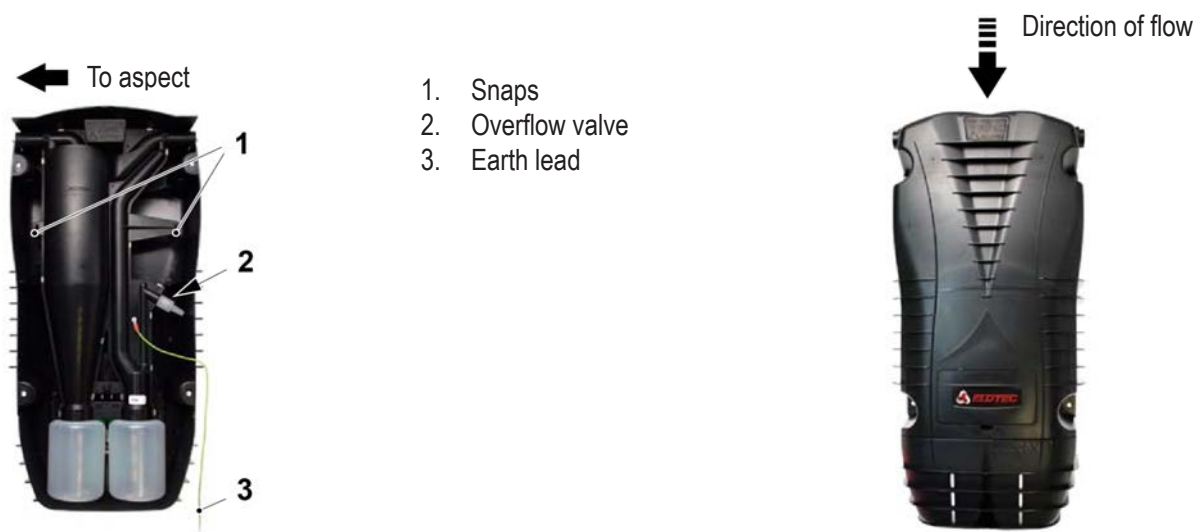 Direction of flow
To aspect
1. Snaps
2. Overflow valve
3. Earth lead
1
2
3